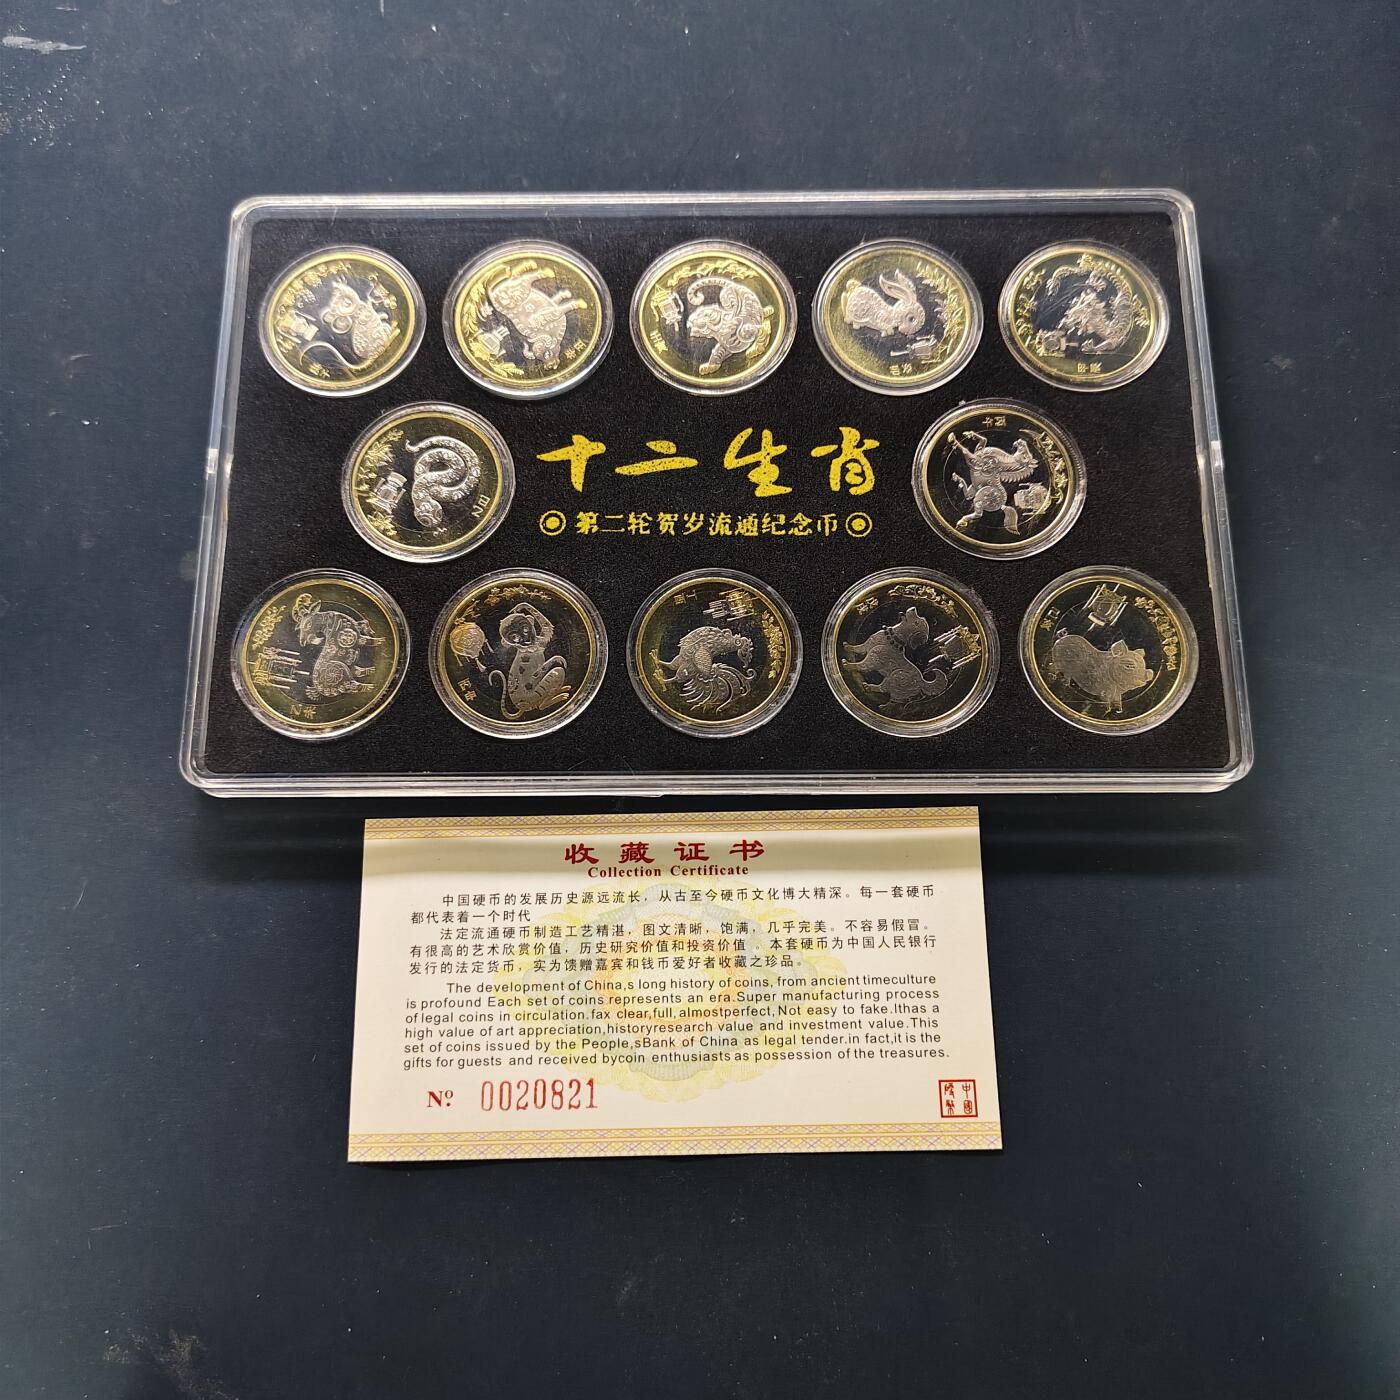 丁巳
丙午
十二生肖
第二轮贺岁流通纪念币
乙未
丙申
收藏证书
Collection Certificate
中国硬币的发展历史源远流长，从古至今硬币文化博大精深。每一套硬币
都代表着一个时代
法定流通硬币制造工艺精湛，图文清晰，饱满，几乎完美。不容易假冒。
有很高的艺术欣赏价值，历史研究价值和投资价值 。本套硬币为中国人民银行
发行的法定货币，实为馈赠嘉宾和钱币爱好者收藏之珍品。
The development of China,s long history of coins, from ancient timeculture
is profound Each set of coins represents an era.Super manufacturing process
of legal coins in circulation.fax clear,full, almostperfect, Not easy to fake.Ithas a
high value of art appreciation,historyresearch value and investment value.This
set of coins issued by the People,sBank of China as legal tender.in fact,it is the
gifts for guests and received bycoin enthusiasts as possession of the treasures.
Nº 0020821
中國